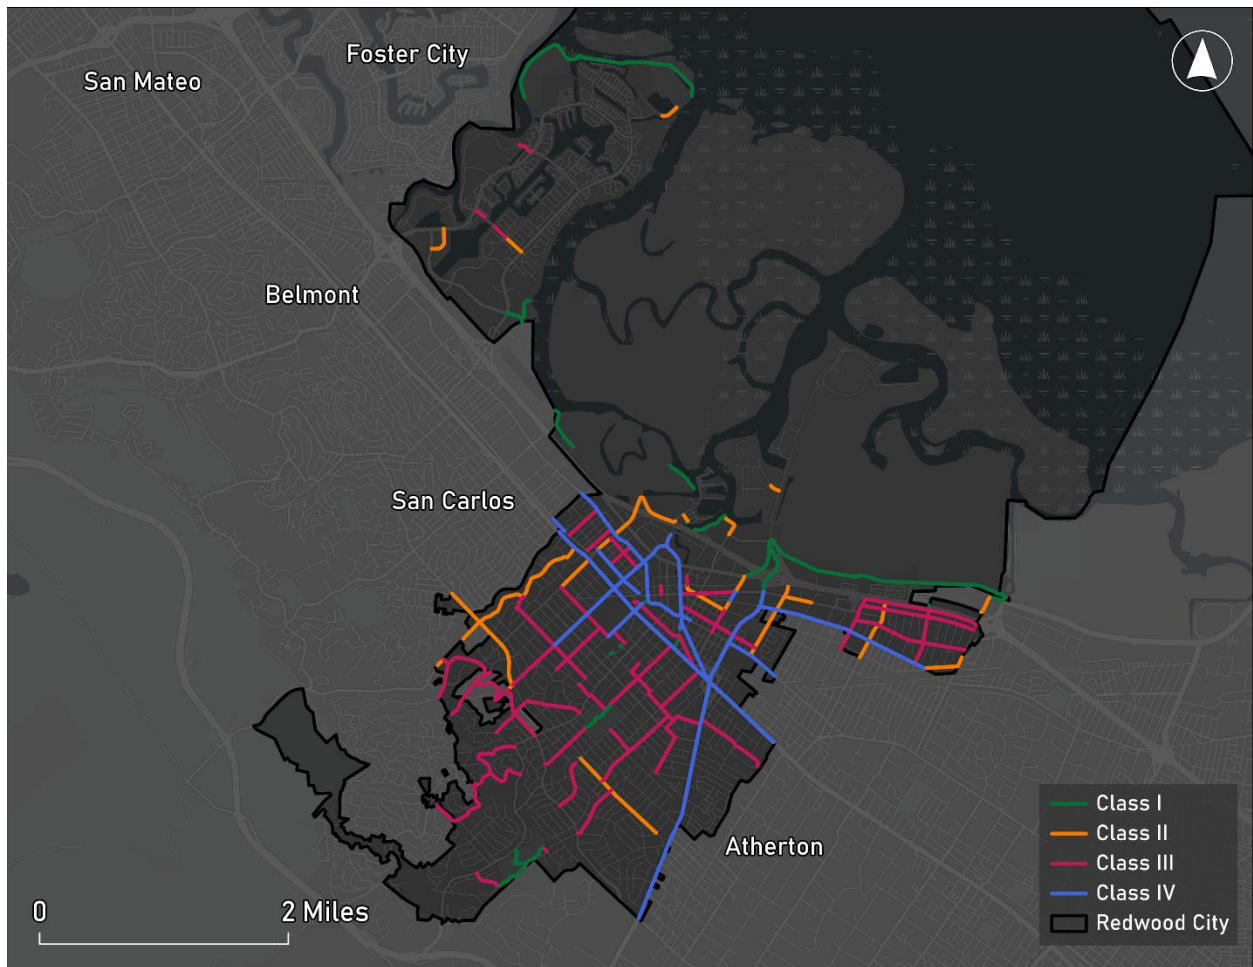 Foster City
San Mateo
Belmont
San Carlos
Atherton
Class I
Class II
Class III
Class IV
Redwood City
0
2 Miles